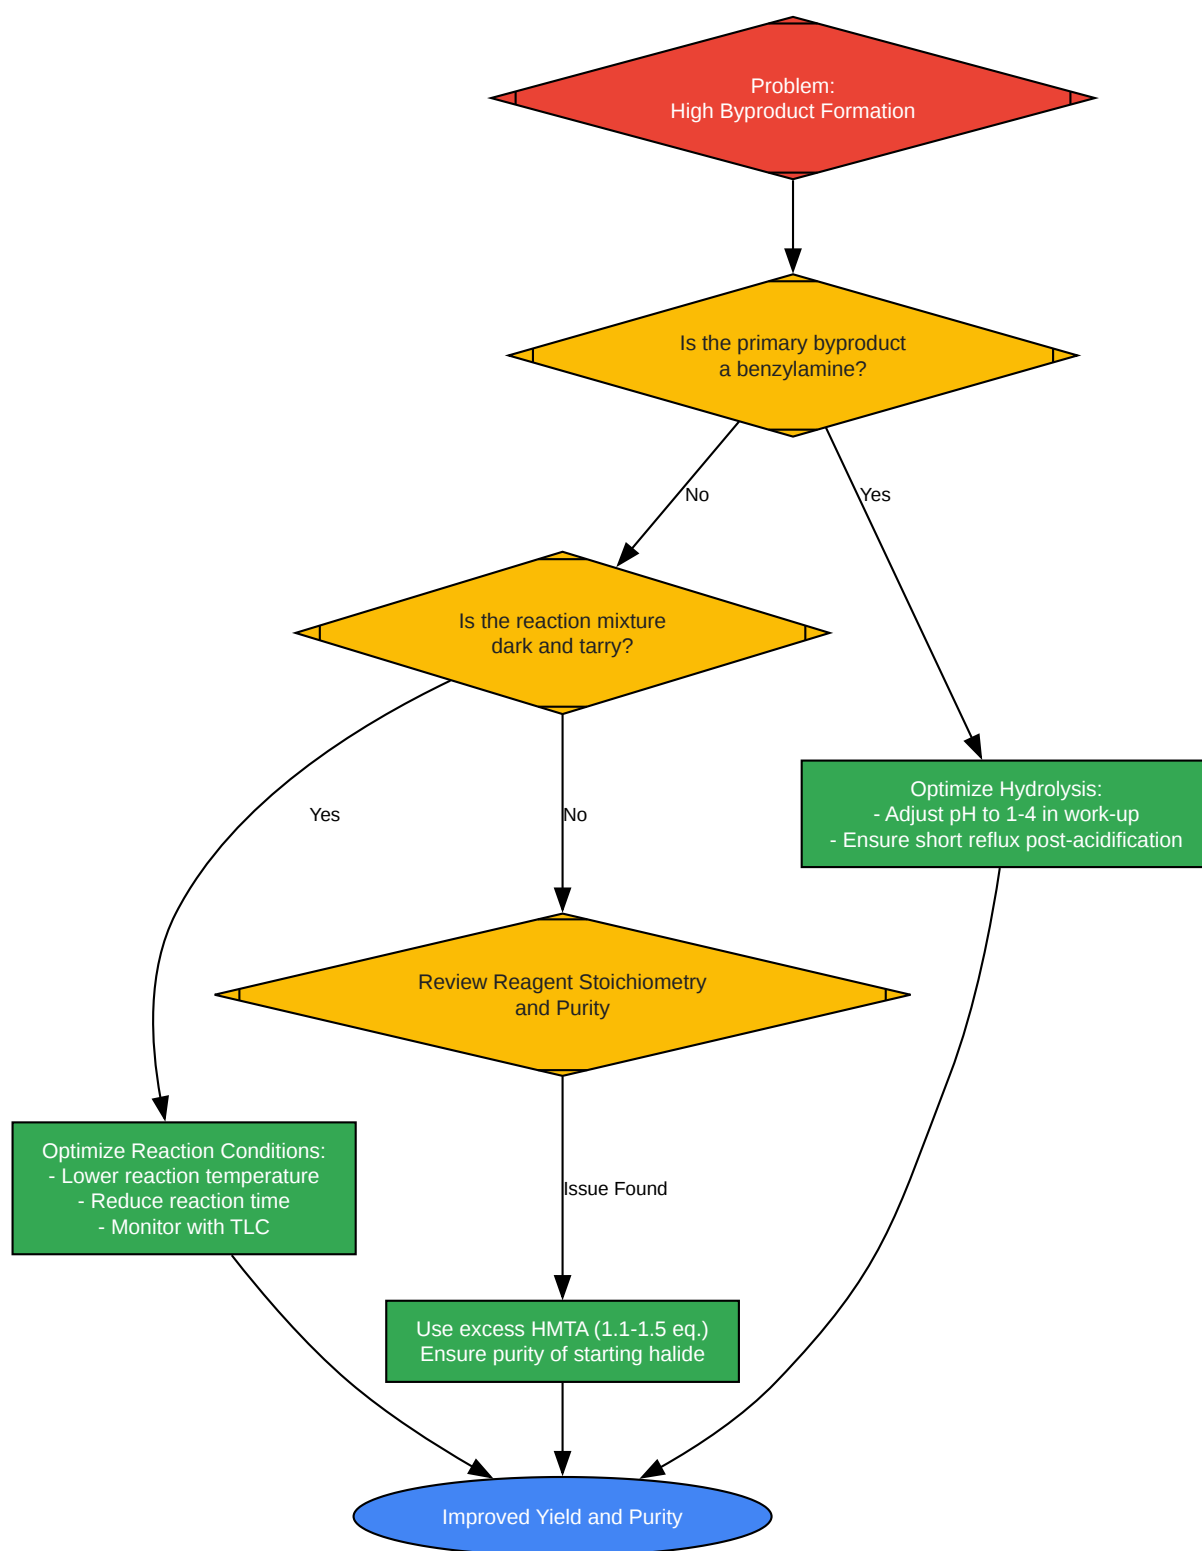 Problem:
High Byproduct Formation
Is the primary byproduct
a benzylamine?
No
Yes
Is the reaction mixture
dark and tarry?
Optimize Hydrolysis:
- Adjust pH to 1-4 in work-up
- Ensure short reflux post-acidification
Yes
No
Review Reagent Stoichiometry
and Purity
Optimize Reaction Conditions:
- Lower reaction temperature
- Reduce reaction time
- Monitor with TLC
Issue Found
Use excess HMTA (1.1-1.5 eq.)
Ensure purity of starting halide
Improved Yield and Purity